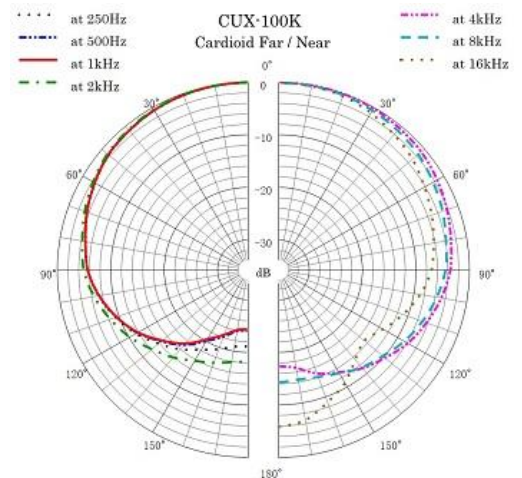 CUX-100K
Cardioid Far / Near
at 250Hz
at 500Hz
at 1kHz
at 2kHz
at 4kHz
at 8kHz
at 16kHz
0°
0
30°
30°
-10
60°
60°
-20
-30
90°
dB
90°
120°
120°
150°
150°
180°